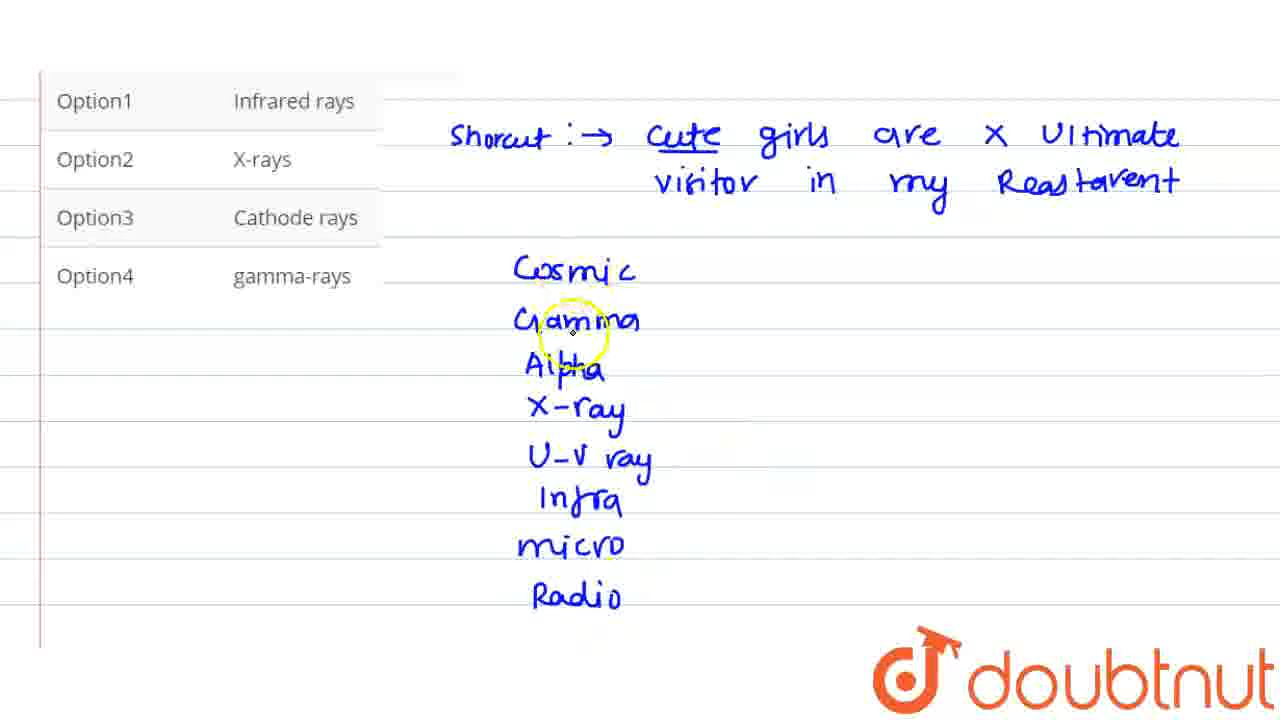 Option1 Infrared rays
Option2 X-rays
Option3 Cathode rays
Option4 gamma-rays
Shorcut :→ Cute girls are X Ultimate
visitor in my Reastarent
Cosmic
Gamma
Alpha
X-ray
U-V ray
Infra
micro
Radio
doubtnut